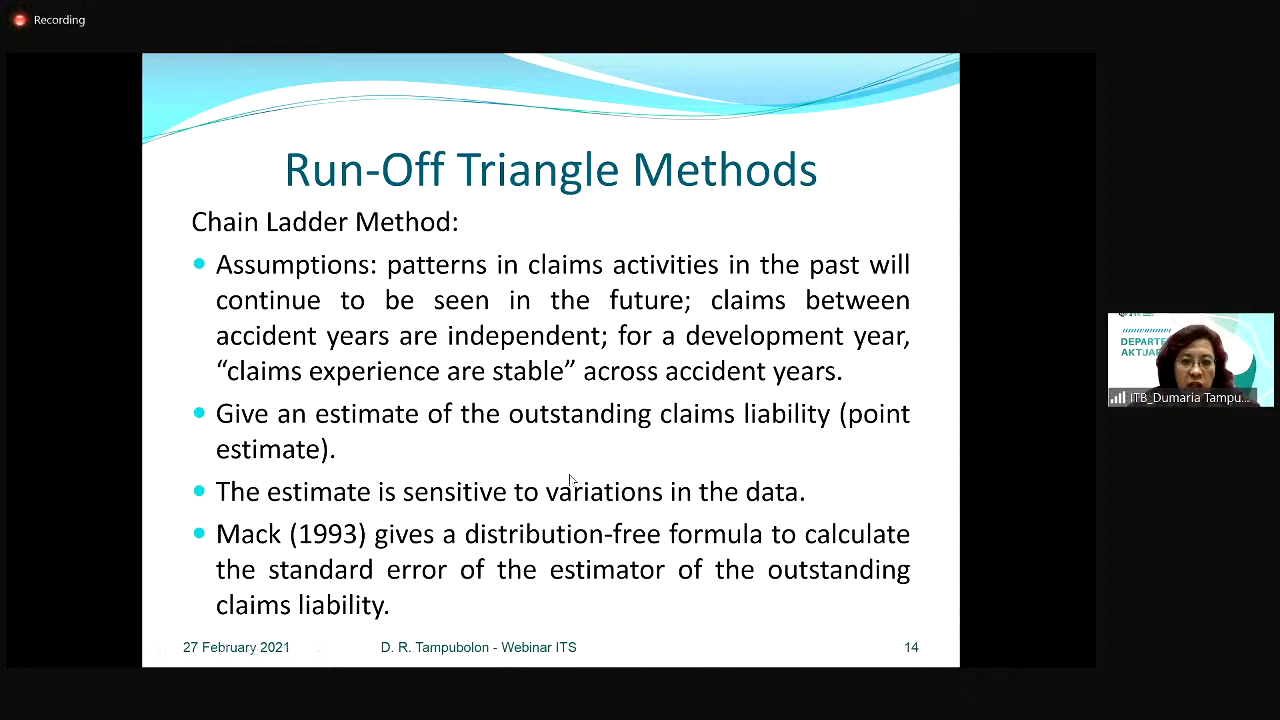 Recording
Run-Off Triangle Methods
Chain Ladder Method:
Assumptions: patterns in claims activities in the past will
continue to be seen in the future; claims between
accident years are independent; for a development year,
“claims experience are stable” across accident years.
Give an estimate of the outstanding claims liability (point
estimate).
The estimate is sensitive to variations in the data.
Mack (1993) gives a distribution-free formula to calculate
the standard error of the estimator of the outstanding
claims liability.
27 February 2021 D. R. Tampubolon - Webinar ITS 14
ITB_Dumaria Tampu...